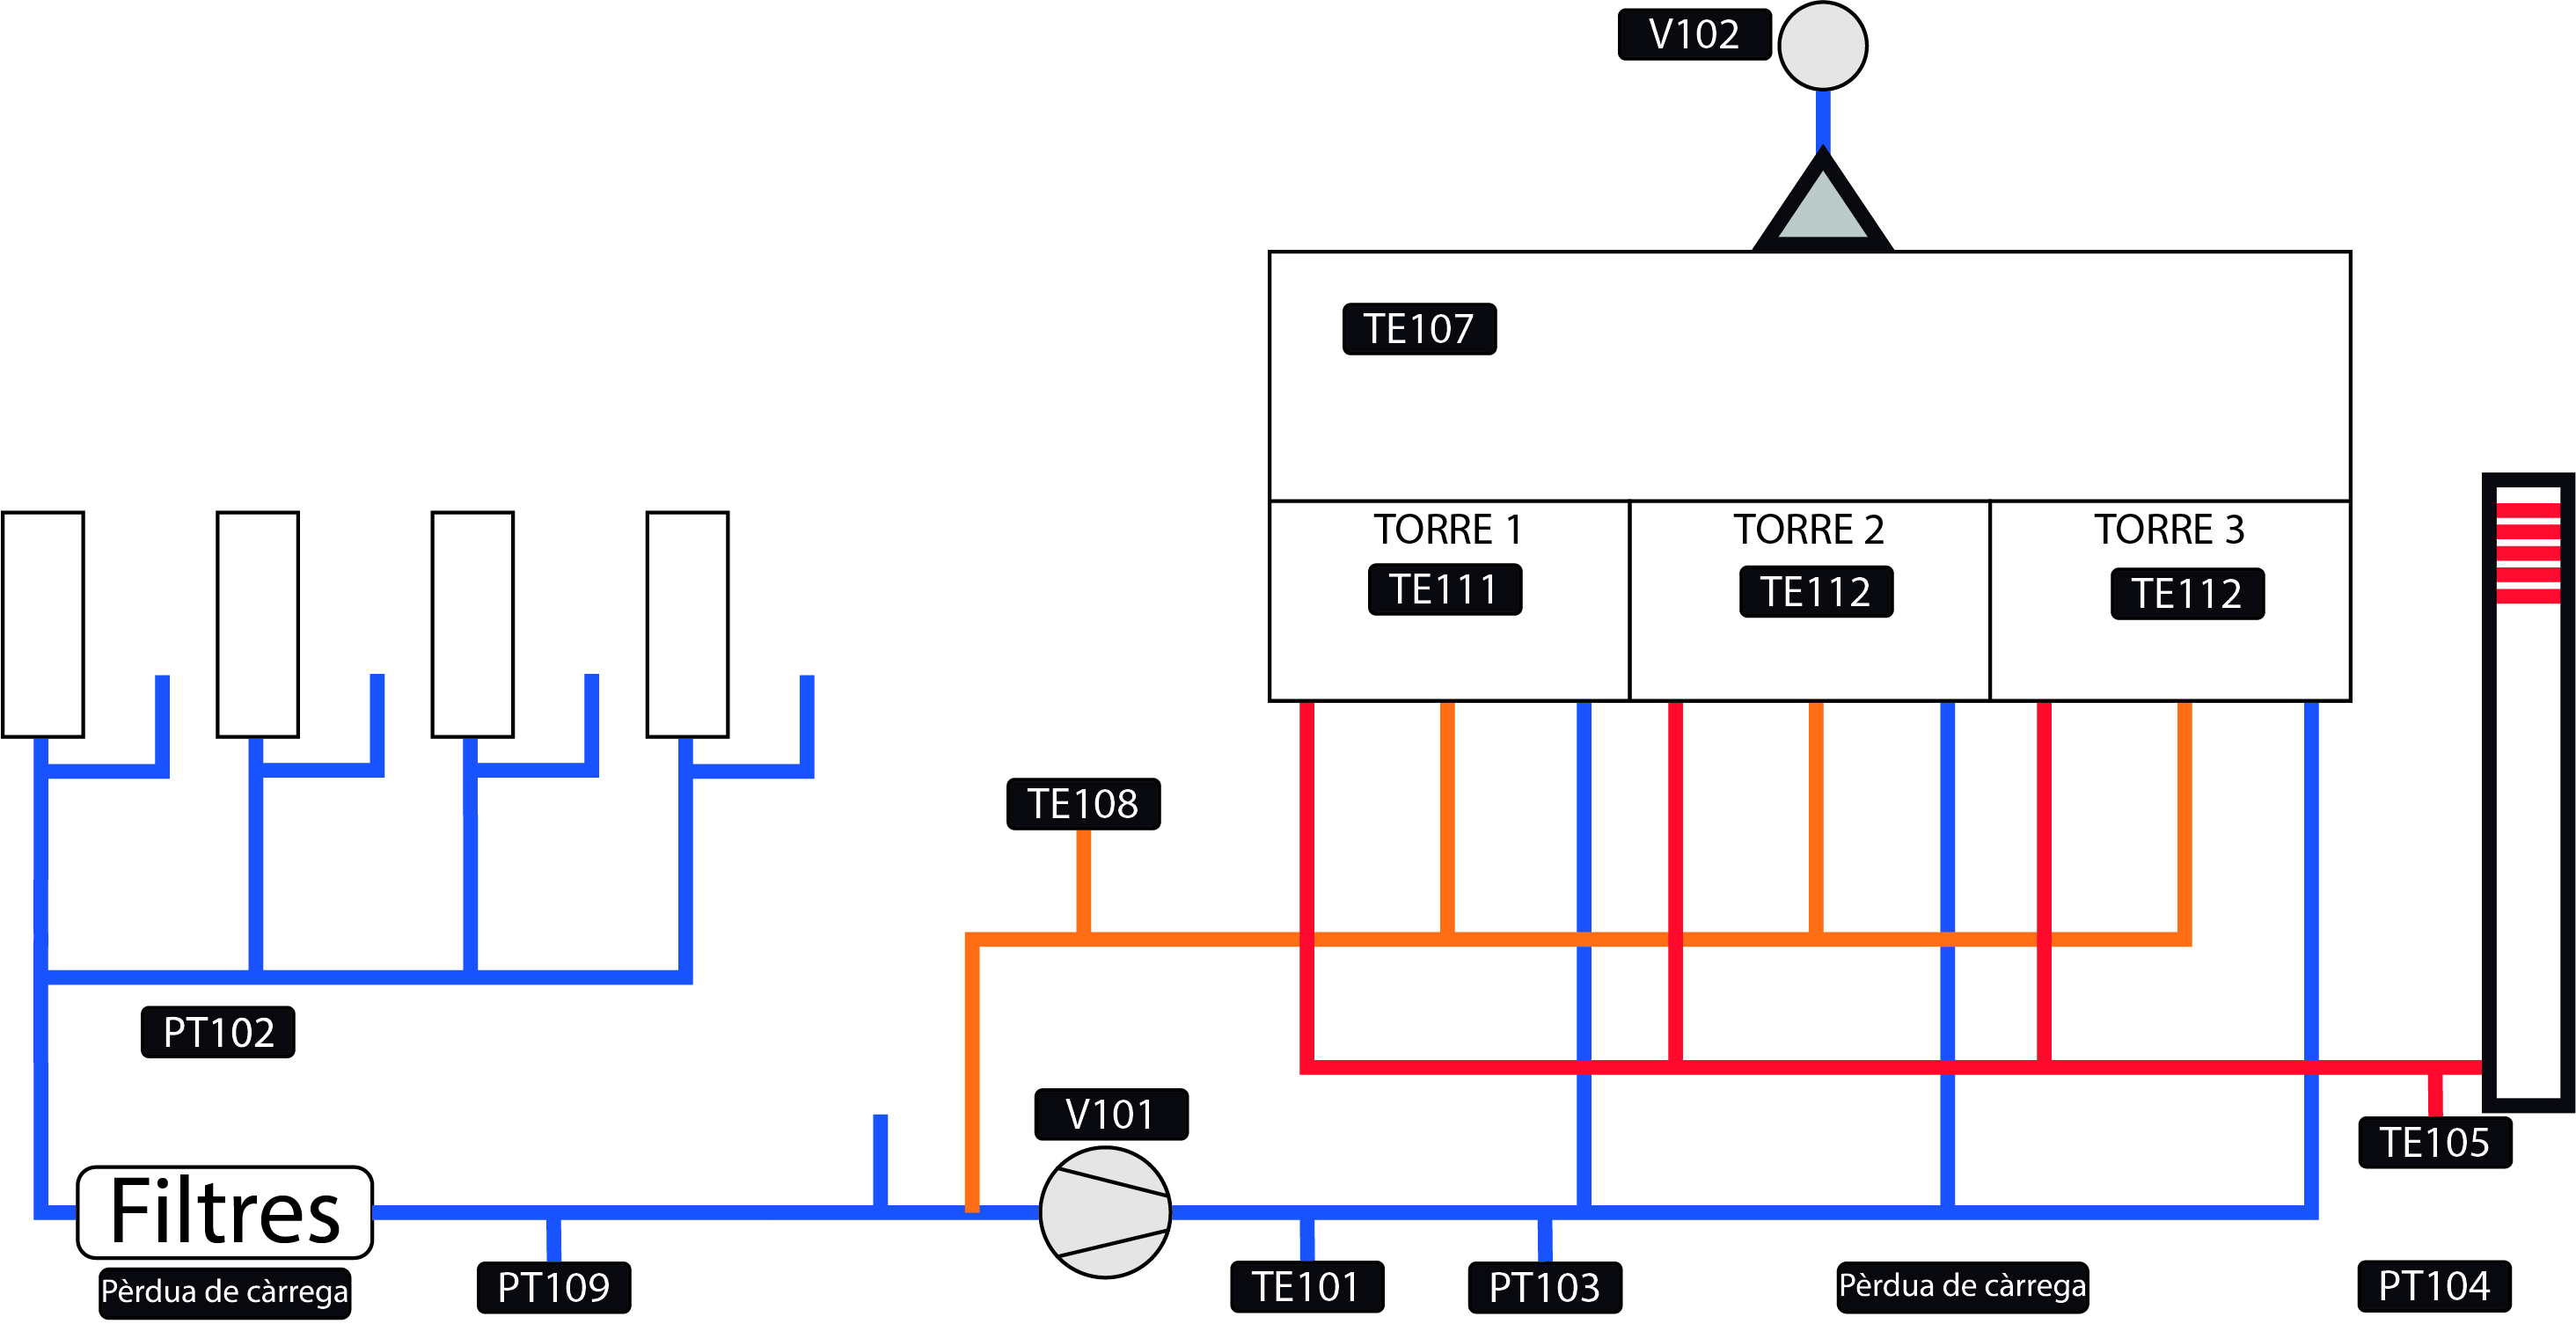 V102
TE107
TORRE 1
TORRE 2
TORRE 3
TE111
TE112
TE112
TE108
PT102
V101
TE105
Filtres
Pèrdua de càrrega
PT109
TE101
PT103
Pèrdua de càrrega
PT104